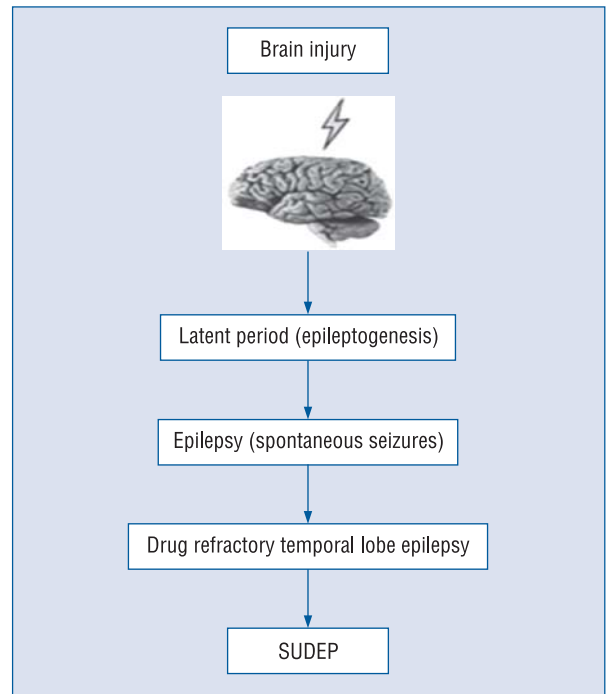 Brain injury
Latent period (epileptogenesis)
Epilepsy (spontaneous seizures)
Drug refractory temporal lobe epilepsy
SUDEP